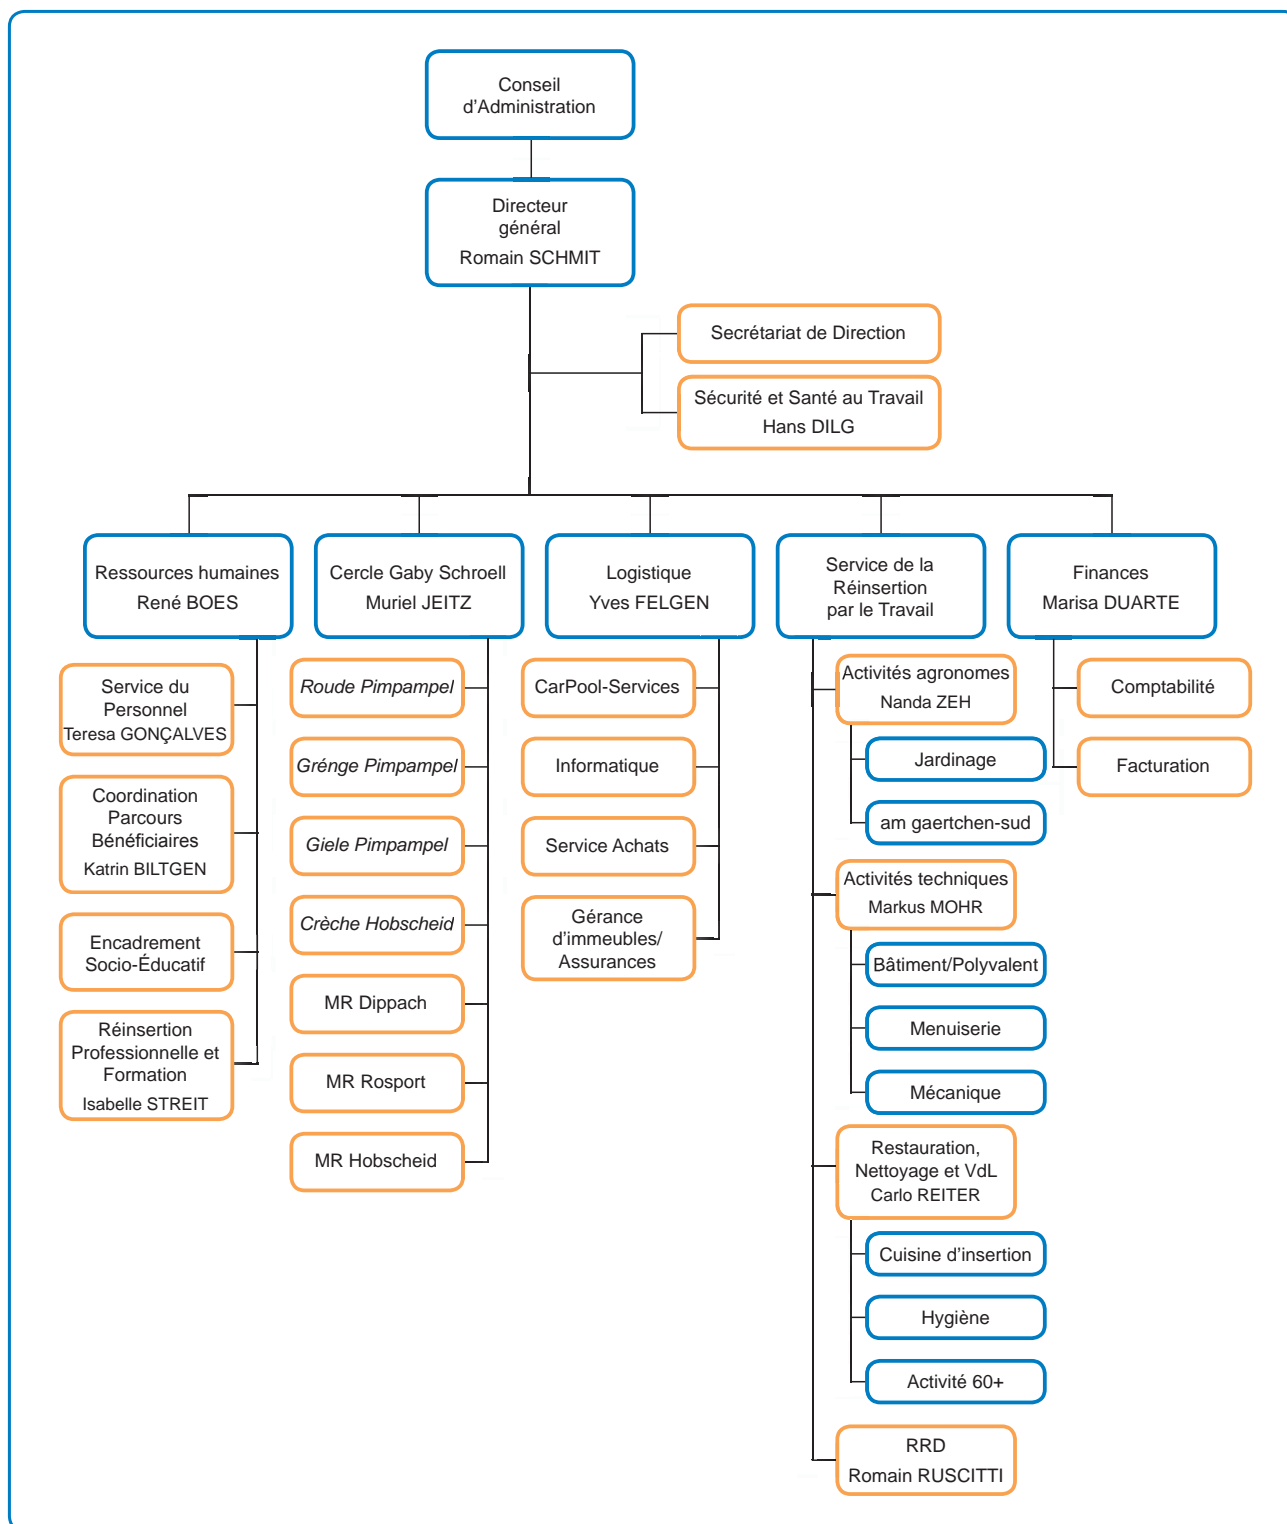 Conseil
d'Administration
Directeur
général
Romain SCHMIT
Secrétariat de Direction
Sécurité et Santé au Travail
Hans DILG
Ressources humaines
René BOES
Service du
Personnel
Teresa GONÇALVES
Coordination
Parcours
Bénéficiaires
Katrin BILTGEN
Encadrement
Socio-Éducatif
Réinsertion
Professionnelle et
Formation
Isabelle STREIT
Cercle Gaby Schroell
Muriel JEITZ
Roude Pimpampel
Grénge Pimpampel
Giele Pimpampel
Crèche Hobscheid
MR Dippach
MR Rosport
MR Hobscheid
Logistique
Yves FELGEN
CarPool-Services
Informatique
Service Achats
Gérance
d'immeubles/
Assurances
Service de la
Réinsertion
par le Travail
Activités agronomes
Nanda ZEH
Jardinage
am gaertchen-sud
Activités techniques
Markus MOHR
Bâtiment/Polyvalent
Menuiserie
Mécanique
Restauration,
Nettoyage et VdL
Carlo REITER
Cuisine d'insertion
Hygiène
Activité 60+
RRD
Romain RUSCITTI
Finances
Marisa DUARTE
Comptabilité
Facturation